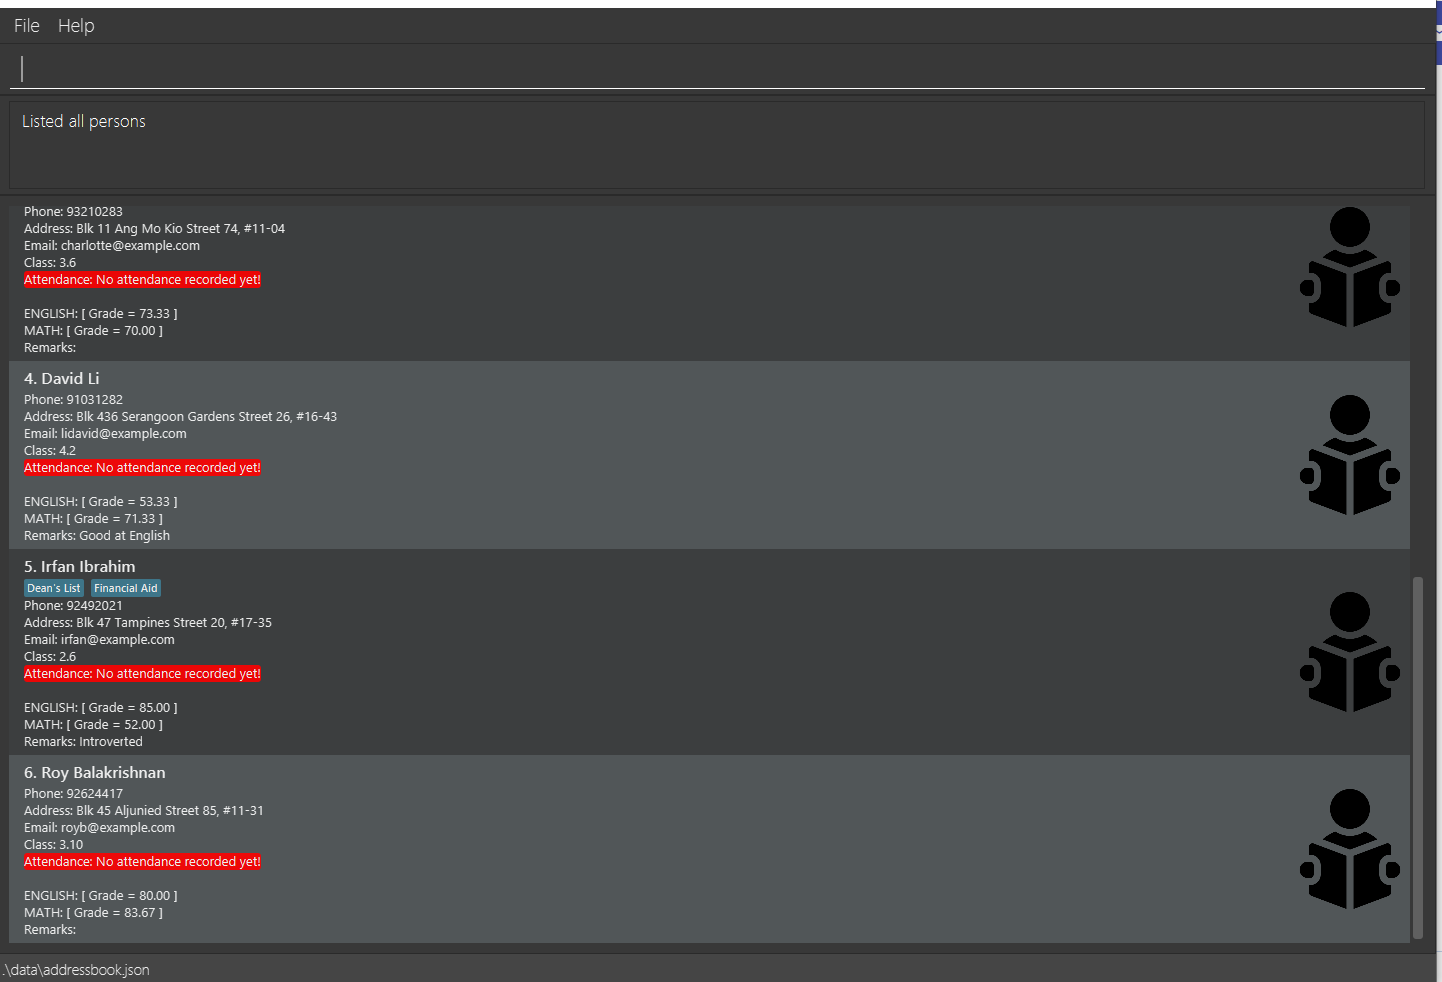 File Help
Listed all persons
Phone: 93210283
Address: Blk 11 Ang Mo Kio Street 74, #11-04
Email: charlotte@example.com
Class: 3.6
Attendance: No attendance recorded yet!
ENGLISH: [ Grade = 73.33 ]
MATH: [ Grade = 70.00 ]
Remarks:
4. David Li
Phone: 91031282
Address: Blk 436 Serangoon Gardens Street 26, #16-43
Email: lidavid@example.com
Class: 4.2
Attendance: No attendance recorded yet!
ENGLISH: [ Grade = 53.33 ]
MATH: [ Grade = 71.33 ]
Remarks: Good at English
5. Irfan Ibrahim
Dean's List Financial Aid
Phone: 92492021
Address: Blk 47 Tampines Street 20, #17-35
Email: irfan@example.com
Class: 2.6
Attendance: No attendance recorded yet!
ENGLISH: [ Grade = 85.00 ]
MATH: [ Grade = 52.00 ]
Remarks: Introverted
6. Roy Balakrishnan
Phone: 92624417
Address: Blk 45 Aljunied Street 85, #11-31
Email: royb@example.com
Class: 3.10
Attendance: No attendance recorded yet!
ENGLISH: [ Grade = 80.00 ]
MATH: [ Grade = 83.67 ]
Remarks:
.\data\addressbook.json